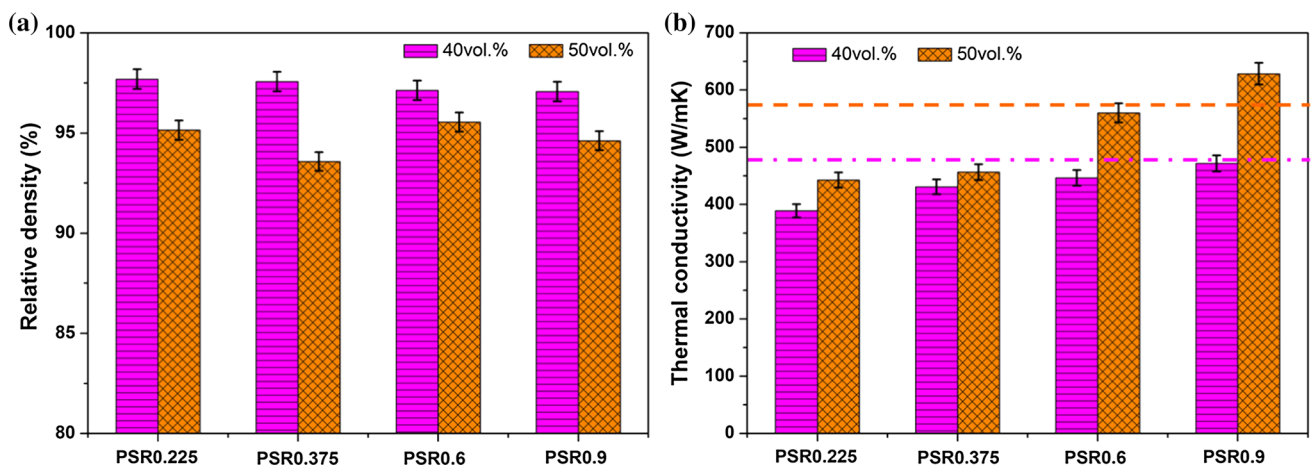 (a)
100
95
90
85
80
Relative density (%)
40vol.% 50vol.%
PSR0.225 PSR0.375 PSR0.6 PSR0.9
(b)
700
600
500
400
300
200
100
0
Thermal conductivity (W/mK)
40vol.% 50vol.%
PSR0.225 PSR0.375 PSR0.6 PSR0.9